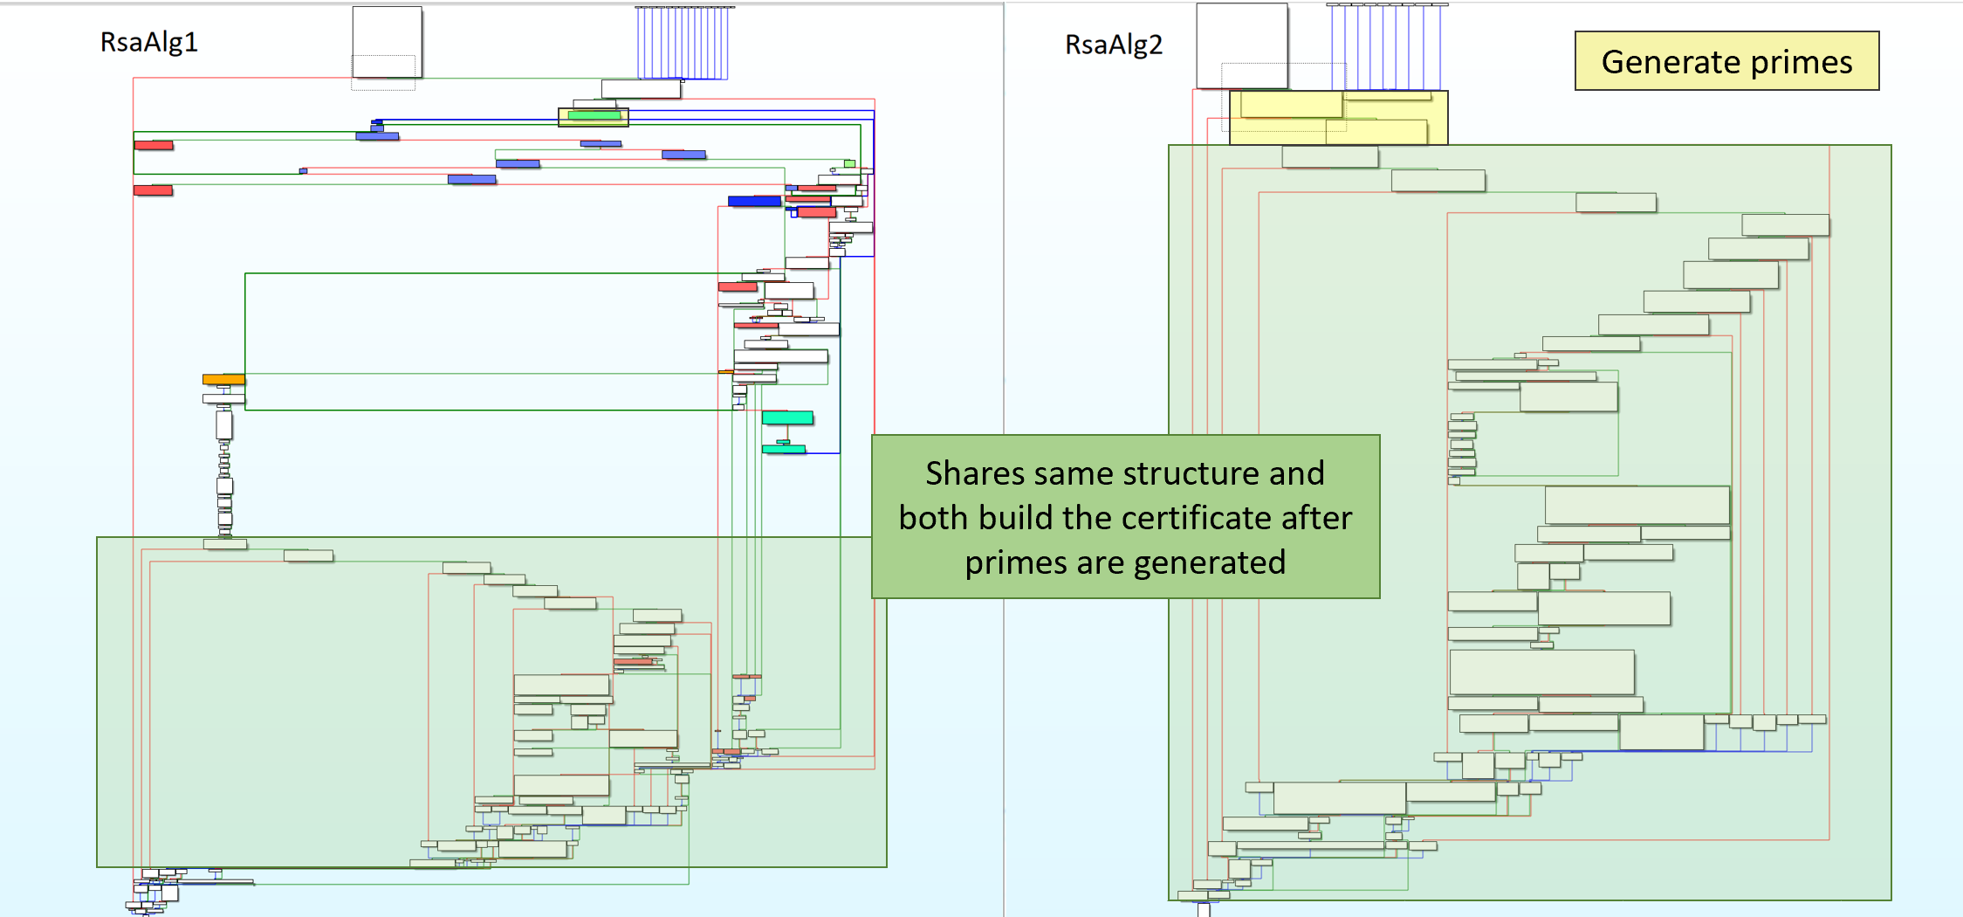 RsaAlg1
RsaAlg2
Generate primes
Shares same structure and
both build the certificate after
primes are generated